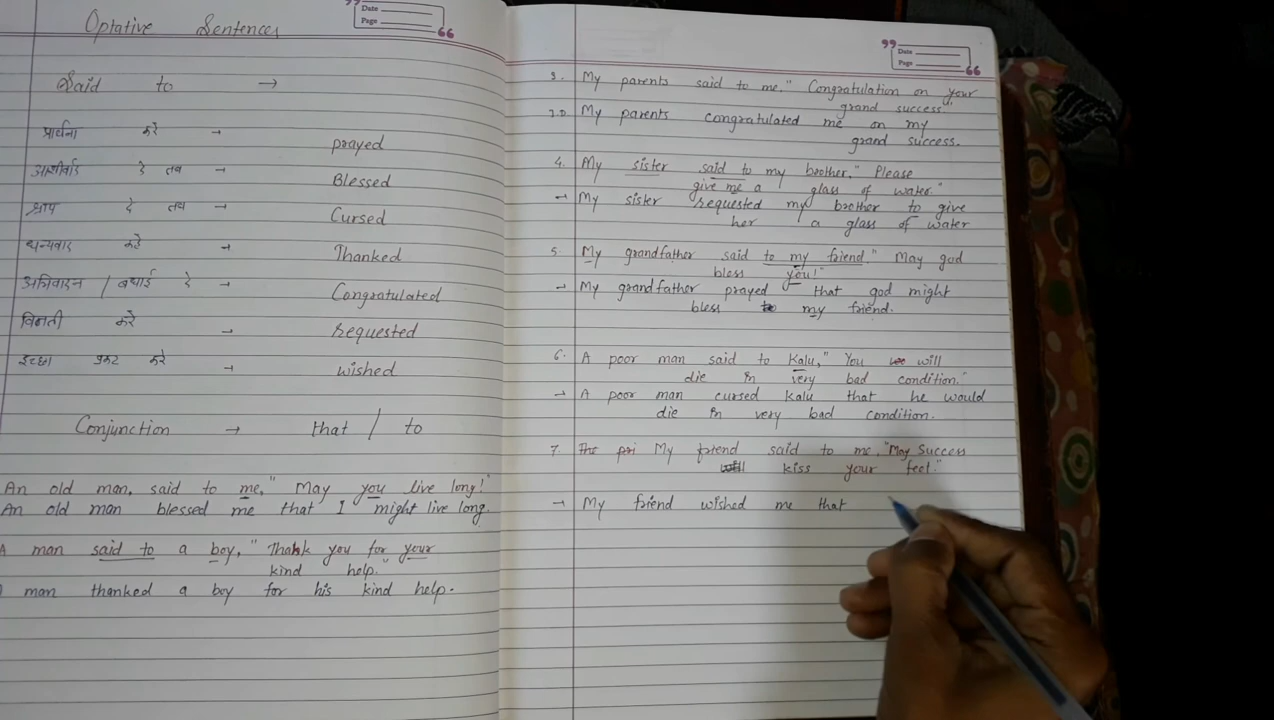 Date
Page
Optative Sentences
Said to →
प्रार्थना करे → prayed
आशीर्वाद दे तब → Blessed
श्राप दे तब → Cursed
धन्यवाद करे → Thanked
अभिवादन / बधाई दे → Congratulated
विनती करे → requested
इच्छा प्रकट करे → wished
Conjunction → that / to
An old man, said to me," May you live long!"
An old man blessed me that I might live long.
A man said to a boy, " Thank you for your
kind help."
man thanked a boy for his kind help.
Date
Page
3. My parents said to me," Congratulation on your
grand success."
My parents congratulated me on my
grand success.
4. My sister said to my brother," Please
give me a glass of water."
→ My sister requested my brother to give
her a glass of water
5. My grandfather said to my friend," May god
bless you!"
→ My grandfather prayed that god might
bless my friend.
6. A poor man said to Kalu," You will
die in very bad condition."
→ A poor man cursed Kalu that he would
die in very bad condition.
7. The pri My friend said to me,"May Success
kiss your feel."
→ My friend wished me that